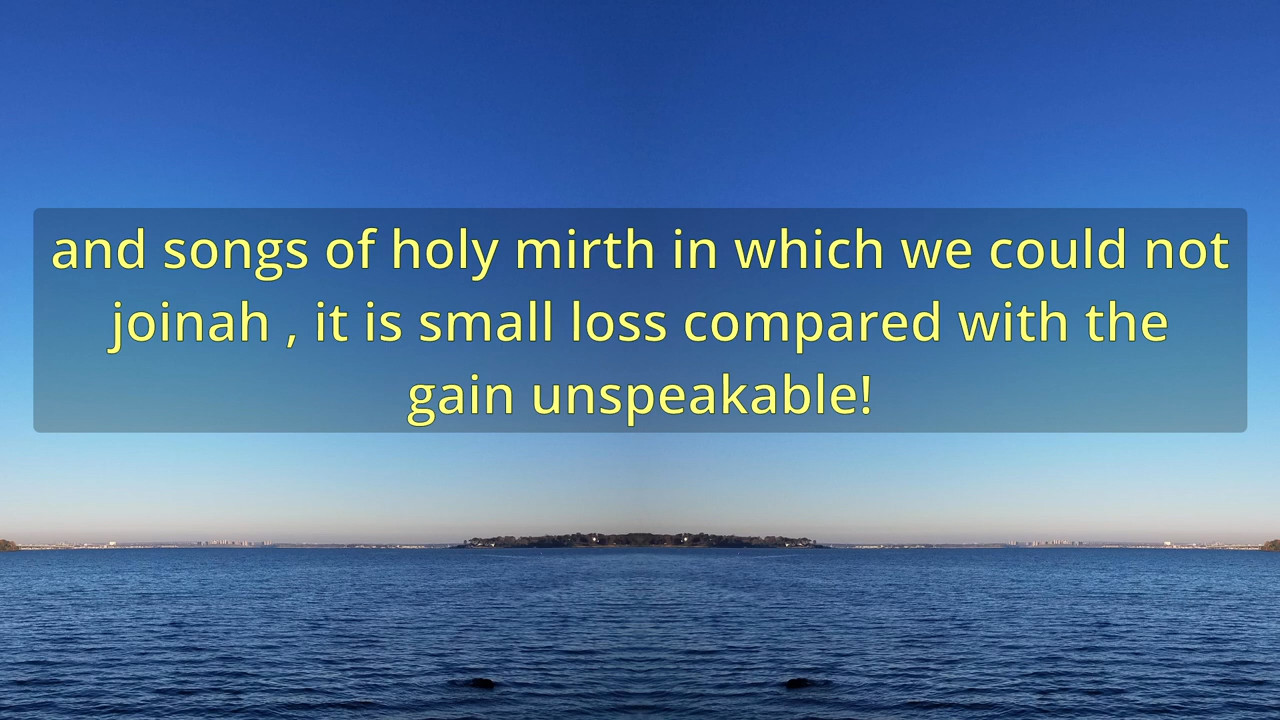 and songs of holy mirth in which we could not
joinah , it is small loss compared with the
gain unspeakable!